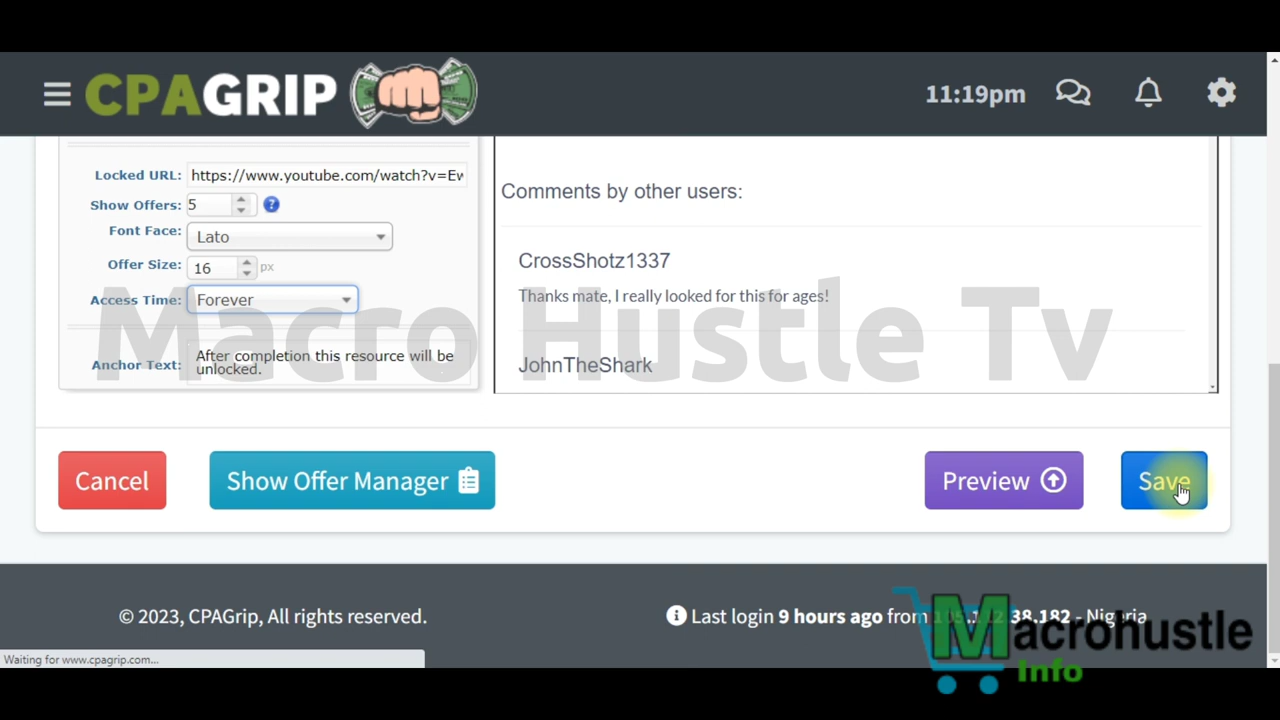 CPAGRIP
11:19pm
Locked URL: https://www.youtube.com/watch?v=Ew
Show Offers: 5
Font Face: Lato
Offer Size: 16 px
Access Time: Forever
Anchor Text: After completion this resource will be
unlocked.
Comments by other users:
CrossShotz1337
Thanks mate, I really looked for this for ages!
JohnTheShark
Macro Hustle Tv
Cancel
Show Offer Manager
Preview
Save
© 2023, CPAGrip, All rights reserved.
Last login 9 hours ago from 38.182 - Nigeria
Macrohustle
Info
Waiting for www.cpagrip.com...